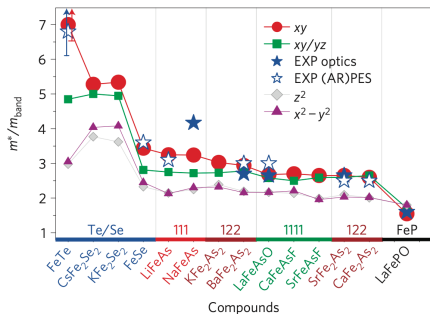 7
6
5
4
3
2
1
m*/m_band
xy
xy/yz
EXP optics
EXP (AR)PES
z²
x²−y²
Te/Se 111 122 1111 122 FeP
FeTe
CsFe₂Se₂
KFe₂Se₂
FeSe
LiFeAs
NaFeAs
KFe₂As₂
BaFe₂As₂
LaFeAsO
CaFeAsF
SrFeAsF
SrFe₂As₂
CaFe₂As₂
LaFePO
Compounds